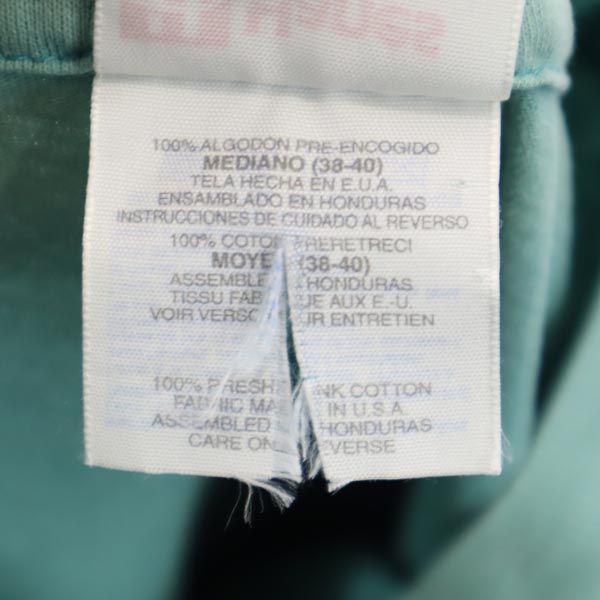 100% ALGODÓN PRE-ENCOGIDO
MEDIANO (38-40)
TELA HECHA EN E.U.A.
ENSAMBLADO EN HONDURAS
INSTRUCCIONES DE CUIDADO AL REVERSO
100% COTON RERETRECI
MOYE (38-40)
ASSEMBLE HONDURAS
TISSU FAB UE AUX E.-U.
VOIR VERSO UR ENTRETIEN
100% PRESH NK COTTON
FABRIC MA IN U.S.A.
ASSEMBLED HONDURAS
CARE ON VERSE